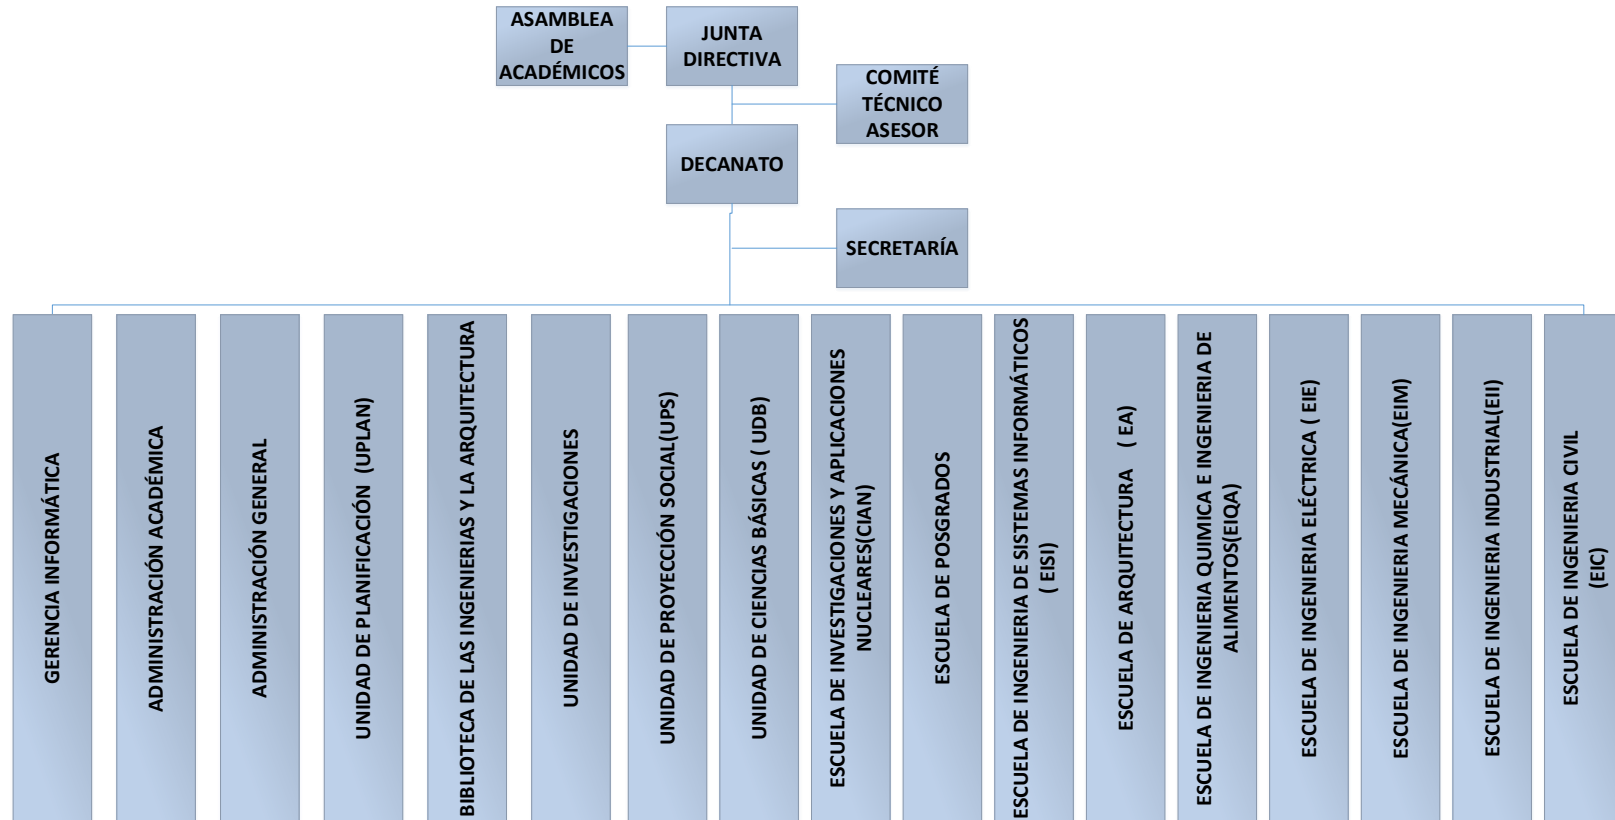 ASAMBLEA
DE
ACADÉMICOS
JUNTA
DIRECTIVA
COMITÉ
TÉCNICO
ASESOR
DECANATO
SECRETARÍA
GERENCIA INFORMÁTICA
ADMINISTRACIÓN ACADÉMICA
ADMINISTRACIÓN GENERAL
UNIDAD DE PLANIFICACIÓN (UPLAN)
BIBLIOTECA DE LAS INGENIERIAS Y LA ARQUITECTURA
UNIDAD DE INVESTIGACIONES
UNIDAD DE PROYECCIÓN SOCIAL(UPS)
UNIDAD DE CIENCIAS BÁSICAS ( UDB)
ESCUELA DE INVESTIGACIONES Y APLICACIONES
NUCLEARES(CIAN)
ESCUELA DE POSGRADOS
ESCUELA DE INGENIERIA DE SISTEMAS INFORMÁTICOS
( EISI)
ESCUELA DE ARQUITECTURA ( EA)
ESCUELA DE INGENIERIA QUIMICA E INGENIERIA DE
ALIMENTOS(EIQA)
ESCUELA DE INGENIERIA ELÉCTRICA ( EIE)
ESCUELA DE INGENIERIA MECÁNICA(EIM)
ESCUELA DE INGENIERIA INDUSTRIAL(EII)
ESCUELA DE INGENIERIA CIVIL
(EIC)